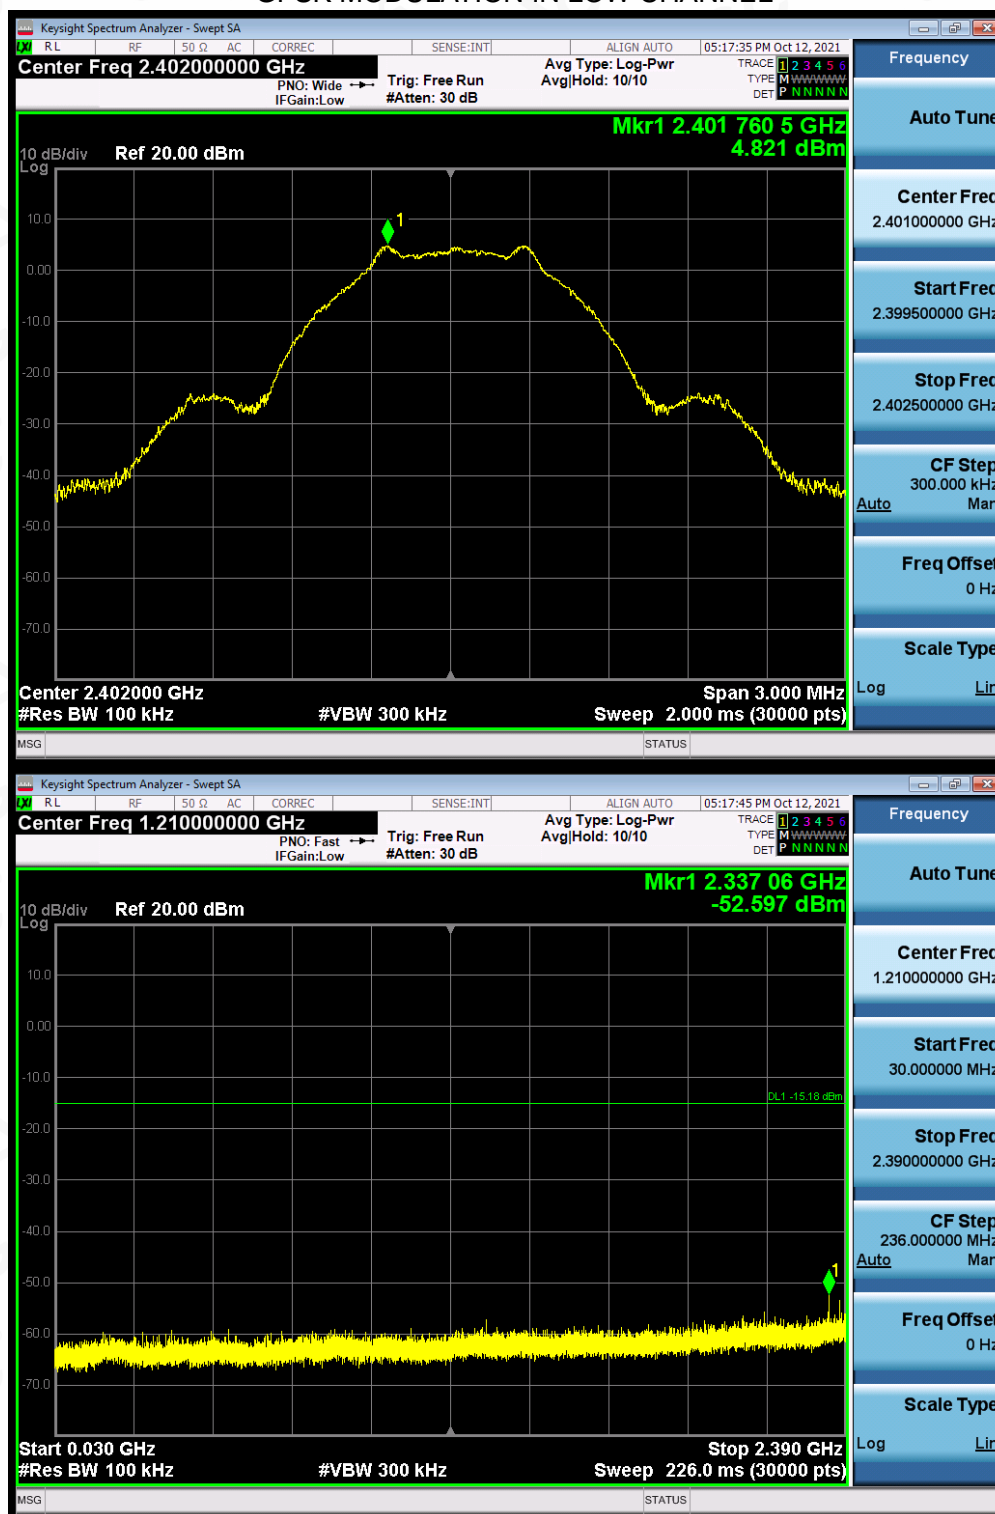 Keysight Spectrum Analyzer - Swept SA
LXI RL RF 50 Ω AC CORREC SENSE:INT ALIGN AUTO 05:17:35 PM Oct 12, 2021
Center Freq 2.402000000 GHz
PNO: Wide
IFGain:Low
Trig: Free Run
#Atten: 30 dB
Avg Type: Log-Pwr
Avg|Hold: 10/10
TRACE 1 2 3 4 5 6
TYPE M WWWWW
DET P N N N N N
Mkr1 2.401 760 5 GHz
4.821 dBm
10 dB/div Ref 20.00 dBm
Log
1
10.0
0.00
-10.0
-20.0
-30.0
-40.0
-50.0
-60.0
-70.0
Center 2.402000 GHz Span 3.000 MHz
#Res BW 100 kHz #VBW 300 kHz Sweep 2.000 ms (30000 pts)
MSG STATUS
Frequency
Auto Tune
Center Freq
2.401000000 GHz
Start Freq
2.399500000 GHz
Stop Freq
2.402500000 GHz
CF Step
300.000 kHz
Auto Man
Freq Offset
0 Hz
Scale Type
Log Lin
Keysight Spectrum Analyzer - Swept SA
LXI RL RF 50 Ω AC CORREC SENSE:INT ALIGN AUTO 05:17:45 PM Oct 12, 2021
Center Freq 1.210000000 GHz
PNO: Fast
IFGain:Low
Trig: Free Run
#Atten: 30 dB
Avg Type: Log-Pwr
Avg|Hold: 10/10
TRACE 1 2 3 4 5 6
TYPE M WWWWW
DET P N N N N N
Mkr1 2.337 06 GHz
-52.597 dBm
10 dB/div Ref 20.00 dBm
Log
10.0
0.00
-10.0
DL1 -15.18 dBm
-20.0
-30.0
-40.0
1
-50.0
-60.0
-70.0
Start 0.030 GHz Stop 2.390 GHz
#Res BW 100 kHz #VBW 300 kHz Sweep 226.0 ms (30000 pts)
MSG STATUS
Frequency
Auto Tune
Center Freq
1.210000000 GHz
Start Freq
30.000000 MHz
Stop Freq
2.390000000 GHz
CF Step
236.000000 MHz
Auto Man
Freq Offset
0 Hz
Scale Type
Log Lin